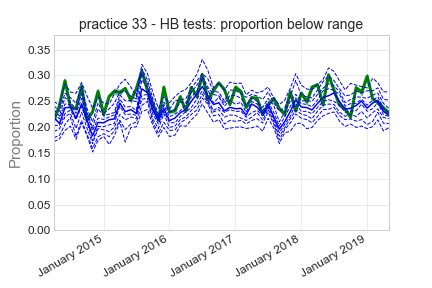 practice 33 - HB tests: proportion below range
Proportion
0.35
0.30
0.25
0.20
0.15
0.10
0.05
0.00
January 2015
January 2016
January 2017
January 2018
January 2019